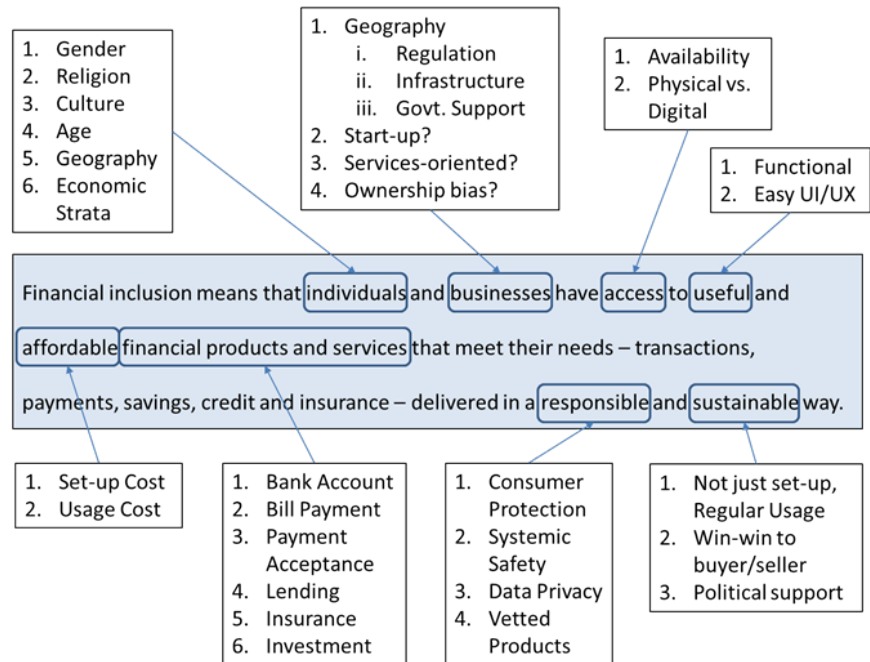 1. Gender
2. Religion
3. Culture
4. Age
5. Geography
6. Economic
Strata
1. Geography
i. Regulation
ii. Infrastructure
iii. Govt. Support
2. Start-up?
3. Services-oriented?
4. Ownership bias?
1. Availability
2. Physical vs.
Digital
1. Functional
2. Easy UI/UX
Financial inclusion means that individuals and businesses have access to useful and
affordable financial products and services that meet their needs – transactions,
payments, savings, credit and insurance – delivered in a responsible and sustainable way.
1. Set-up Cost
2. Usage Cost
1. Bank Account
2. Bill Payment
3. Payment
Acceptance
4. Lending
5. Insurance
6. Investment
1. Consumer
Protection
2. Systemic
Safety
3. Data Privacy
4. Vetted
Products
1. Not just set-up,
Regular Usage
2. Win-win to
buyer/seller
3. Political support